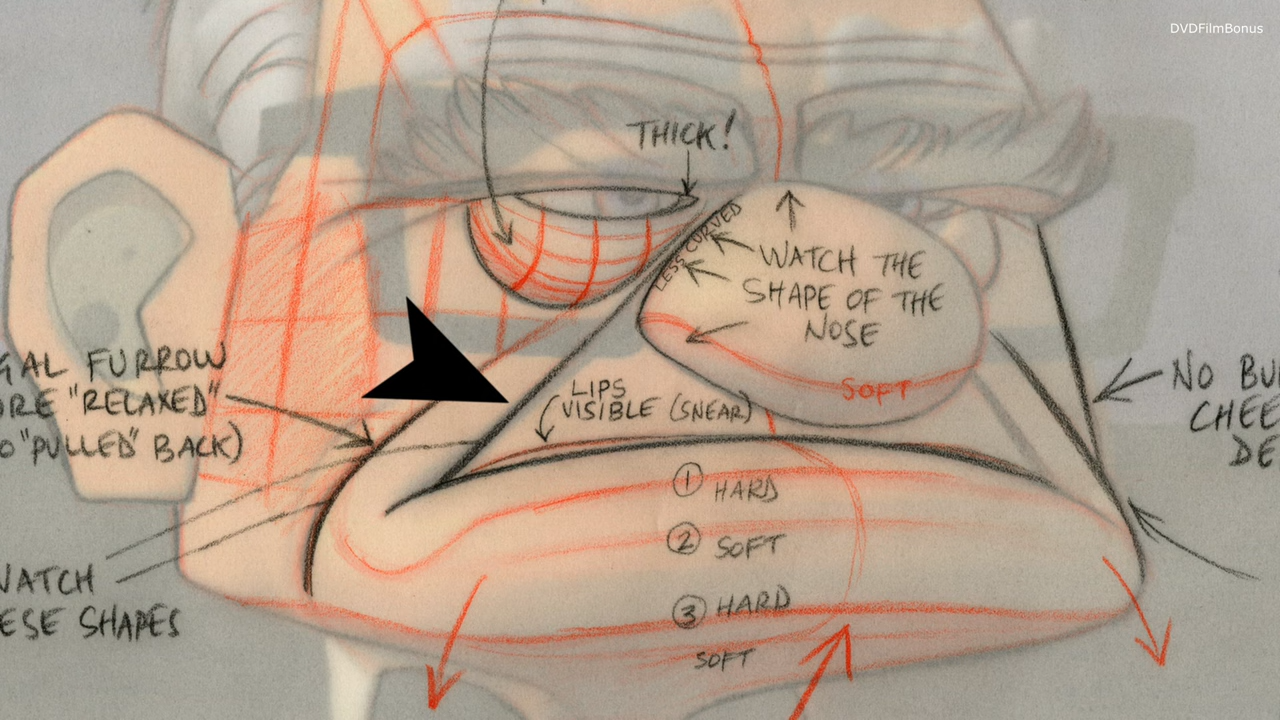 DVDFilmBonus
THICK!
LESS CURVED
WATCH THE
SHAPE OF THE
NOSE
SOFT
GAL FURROW
ORE "RELAXED"
O "PULLED" BACK)
LIPS
VISIBLE (SNEAR)
NO BU
CHEE
DE
1 HARD
2 SOFT
3 HARD
SOFT
WATCH
ESE SHAPES